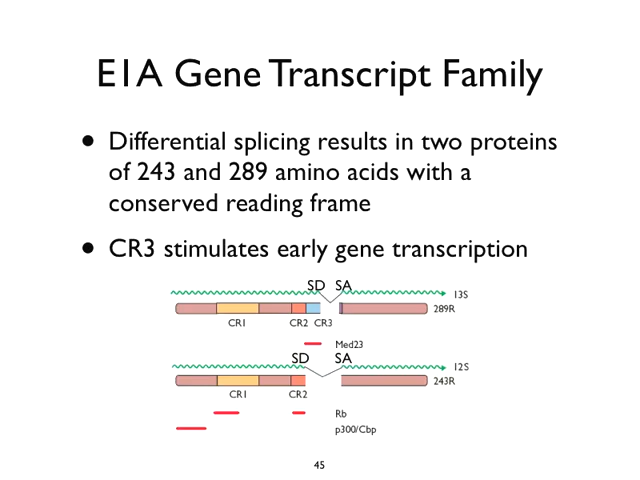 E1A Gene Transcript Family
• Differential splicing results in two proteins
of 243 and 289 amino acids with a
conserved reading frame
• CR3 stimulates early gene transcription
SD SA
13S
289R
CR1 CR2 CR3
Med23
SD SA
12S
243R
CR1 CR2
Rb
p300/Cbp
45